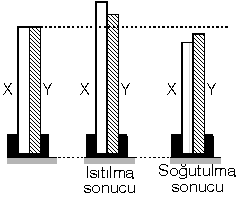 X Y X Y X Y
Isıtılma sonucu
Soğutulma sonucu